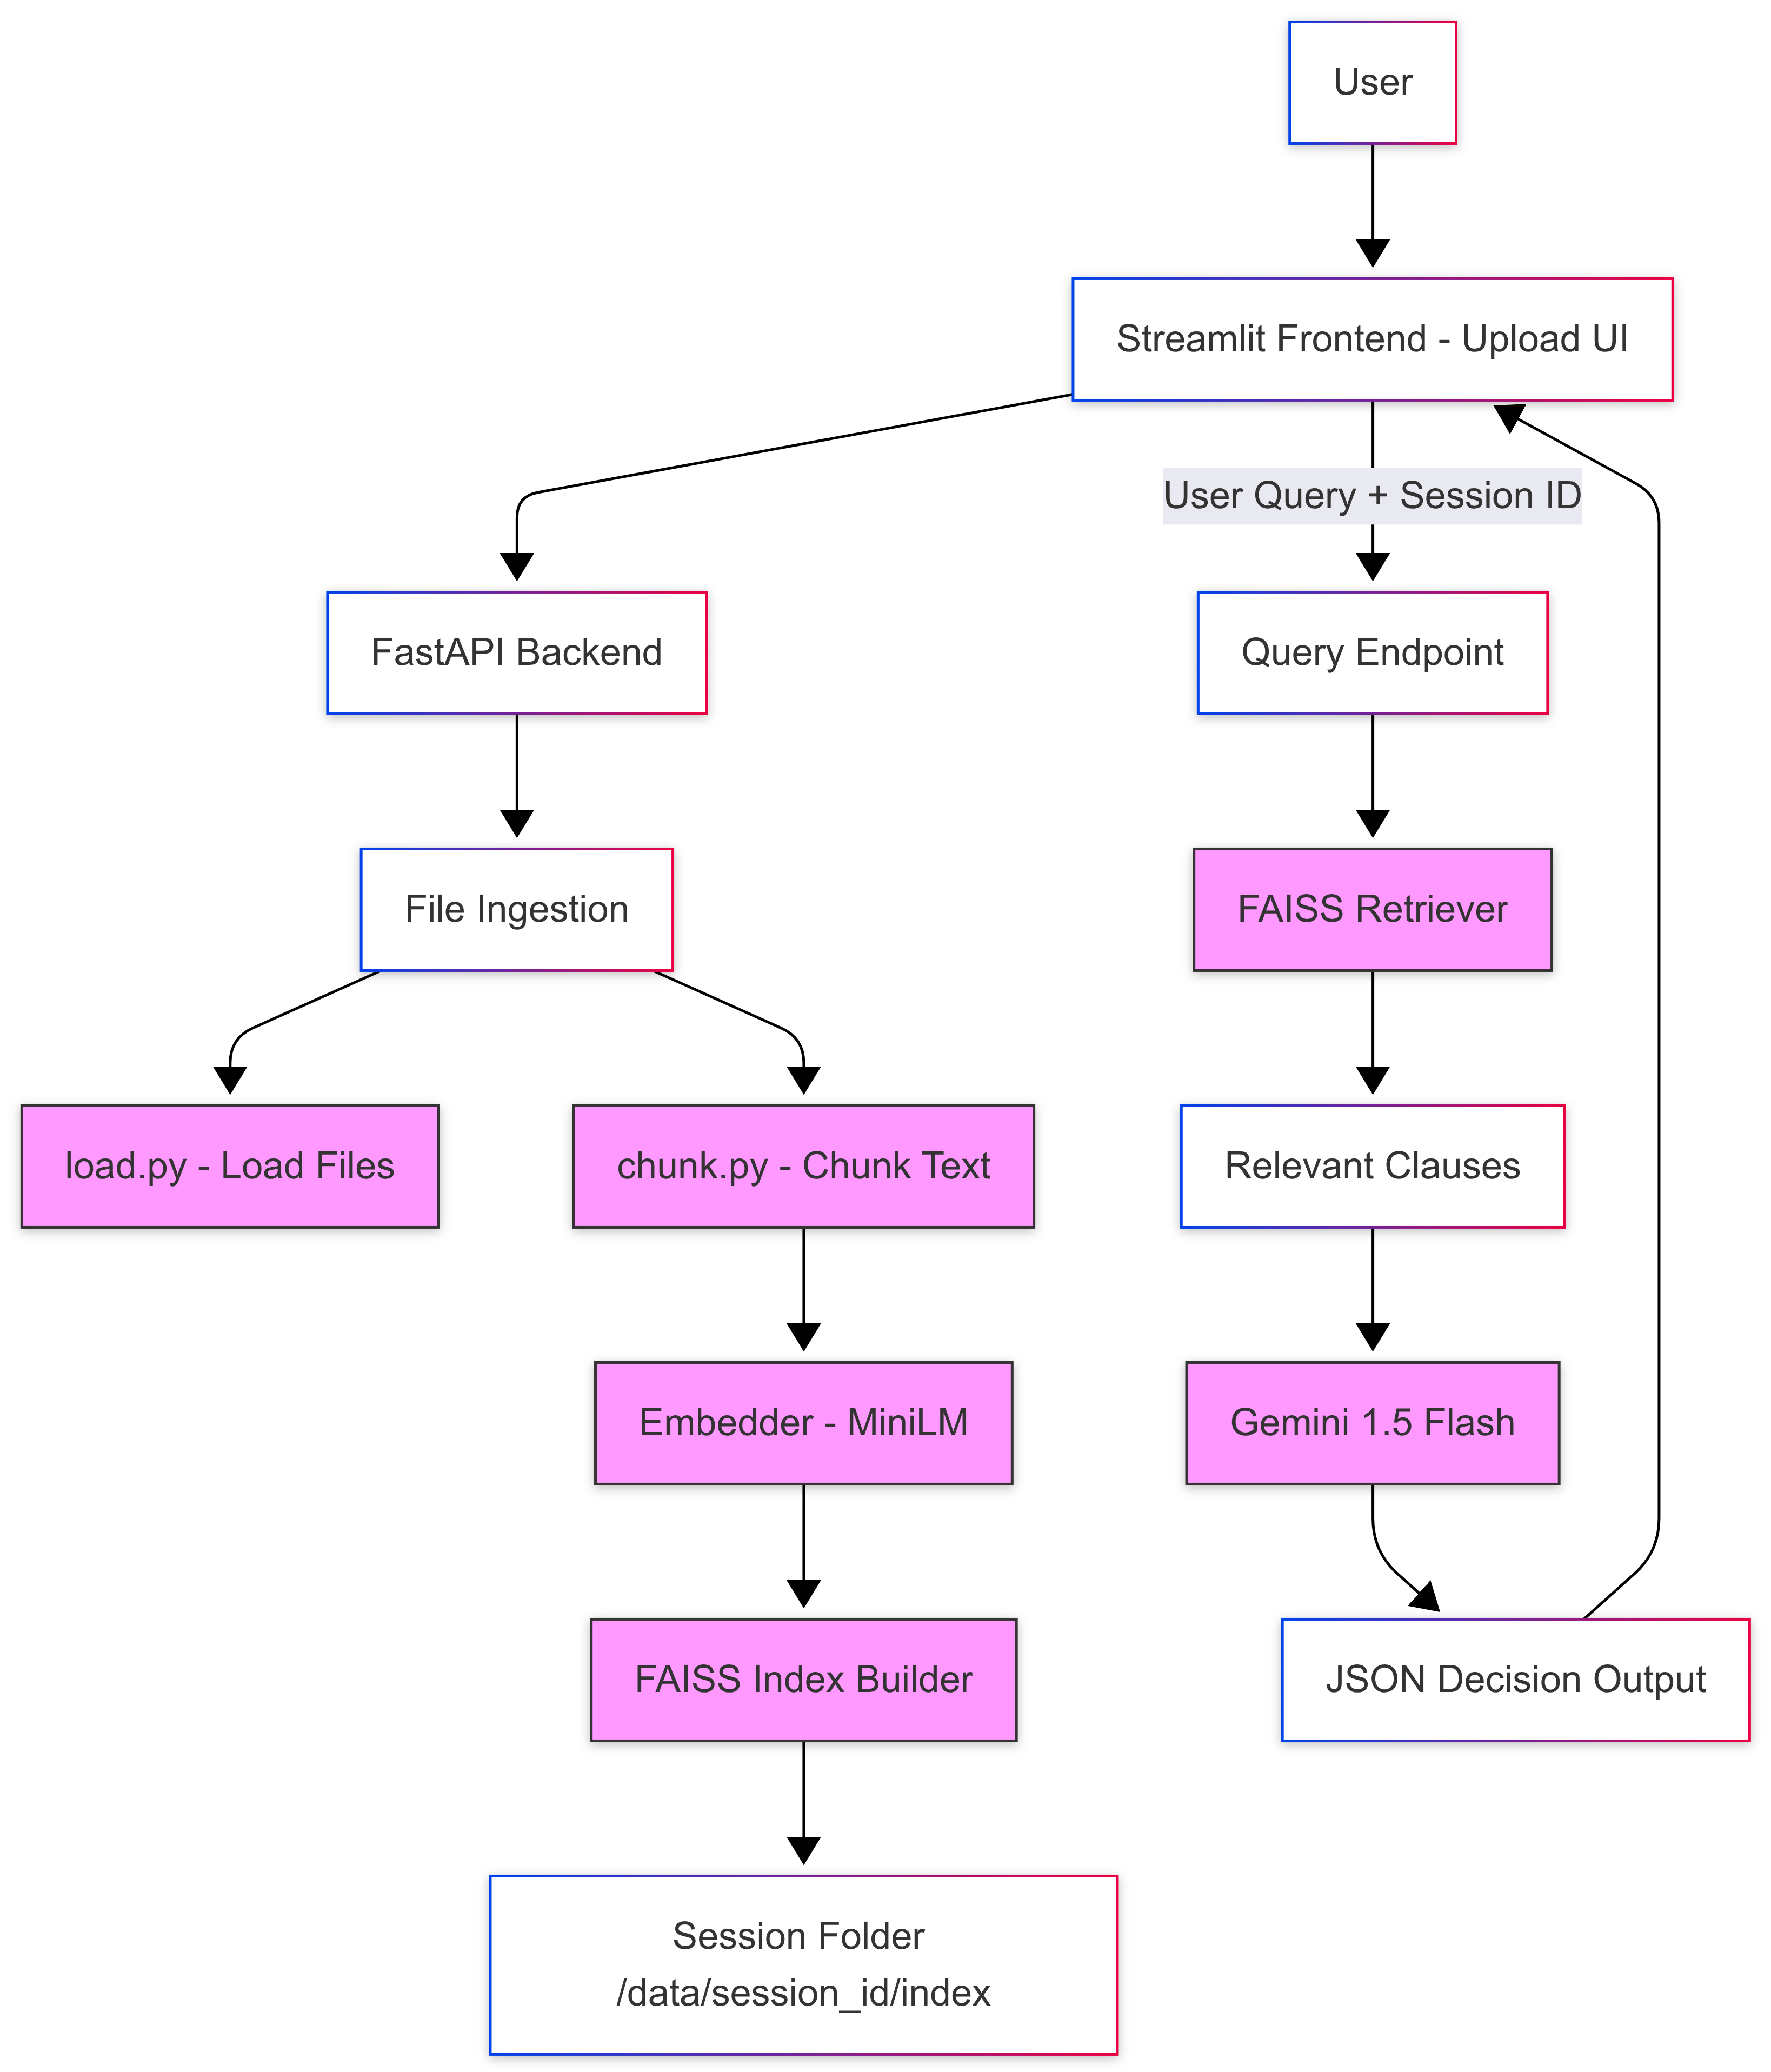 User
Streamlit Frontend - Upload UI
User Query + Session ID
FastAPI Backend
Query Endpoint
File Ingestion
FAISS Retriever
load.py - Load Files
chunk.py - Chunk Text
Relevant Clauses
Embedder - MiniLM
Gemini 1.5 Flash
FAISS Index Builder
JSON Decision Output
Session Folder
/data/session_id/index